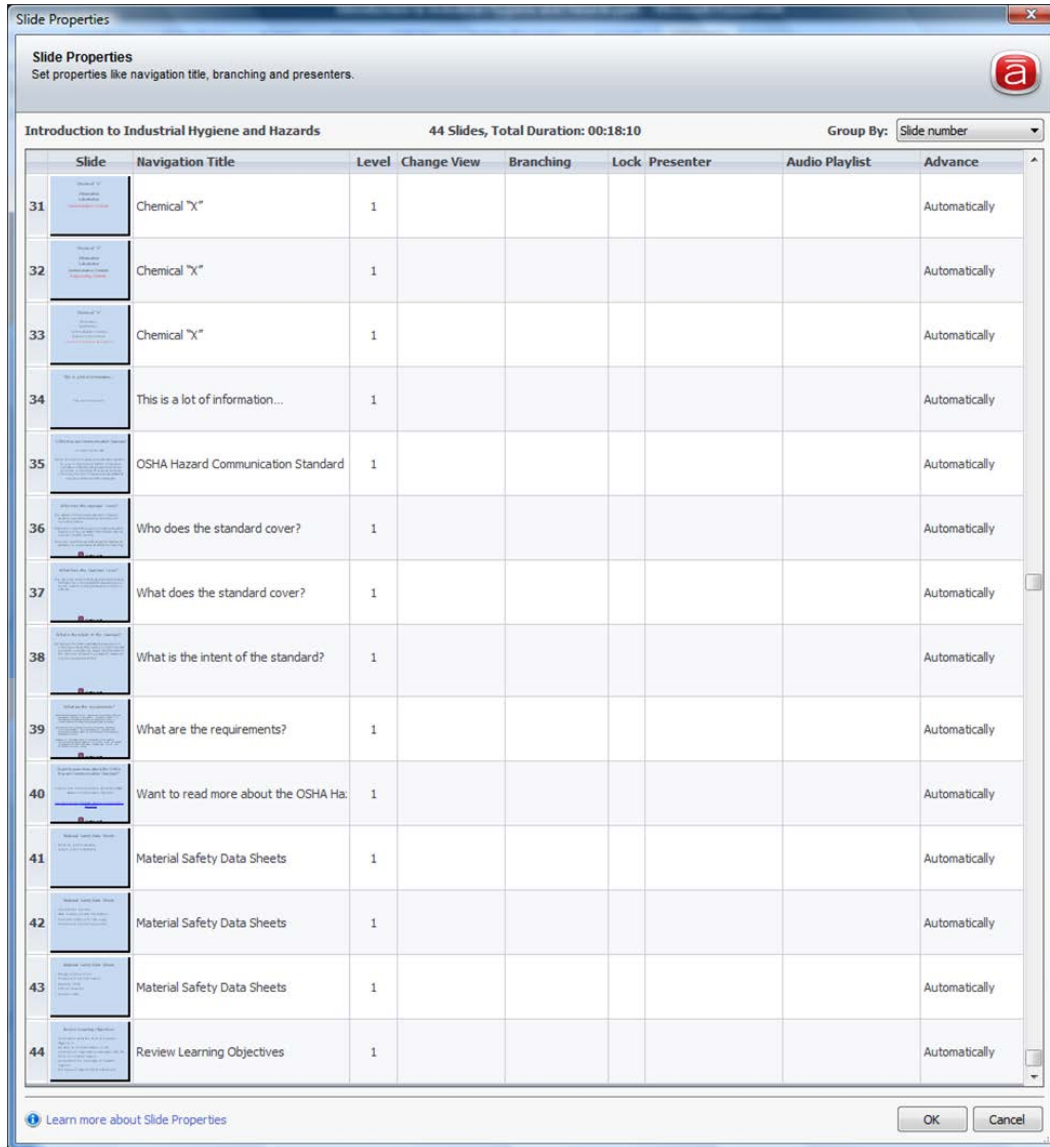 Slide Properties
Slide Properties
Set properties like navigation title, branching and presenters.
Introduction to Industrial Hygiene and Hazards 44 Slides, Total Duration: 00:18:10 Group By: Slide number
Slide Navigation Title Level Change View Branching Lock Presenter Audio Playlist Advance
31 Chemical "X" 1 Automatically
32 Chemical "X" 1 Automatically
33 Chemical "X" 1 Automatically
34 This is a lot of information... 1 Automatically
35 OSHA Hazard Communication Standard 1 Automatically
36 Who does the standard cover? 1 Automatically
37 What does the standard cover? 1 Automatically
38 What is the intent of the standard? 1 Automatically
39 What are the requirements? 1 Automatically
40 Want to read more about the OSHA Ha 1 Automatically
41 Material Safety Data Sheets 1 Automatically
42 Material Safety Data Sheets 1 Automatically
43 Material Safety Data Sheets 1 Automatically
44 Review Learning Objectives 1 Automatically
Learn more about Slide Properties OK Cancel